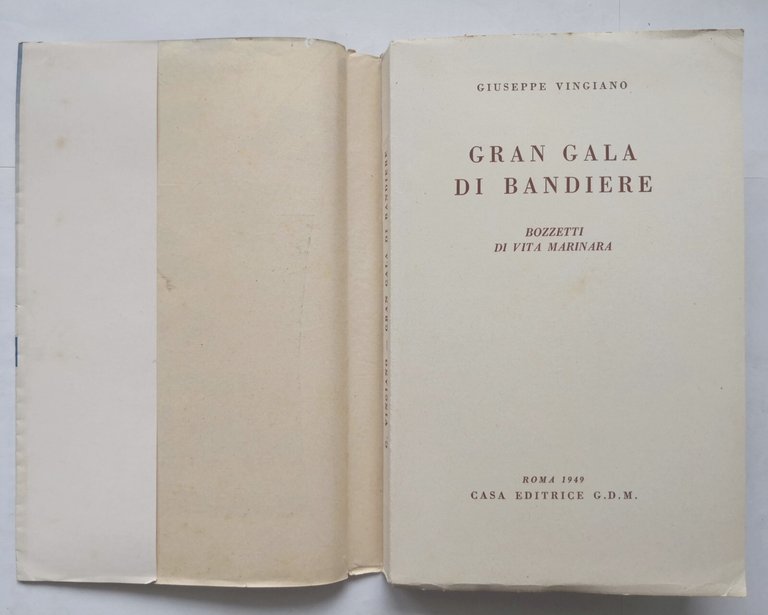 G. VINGIANO — GRAN GALA DI BANDIERE
GIUSEPPE VINGIANO
GRAN GALA
DI BANDIERE
BOZZETTI
DI VITA MARINARA
ROMA 1949
CASA EDITRICE G.D.M.